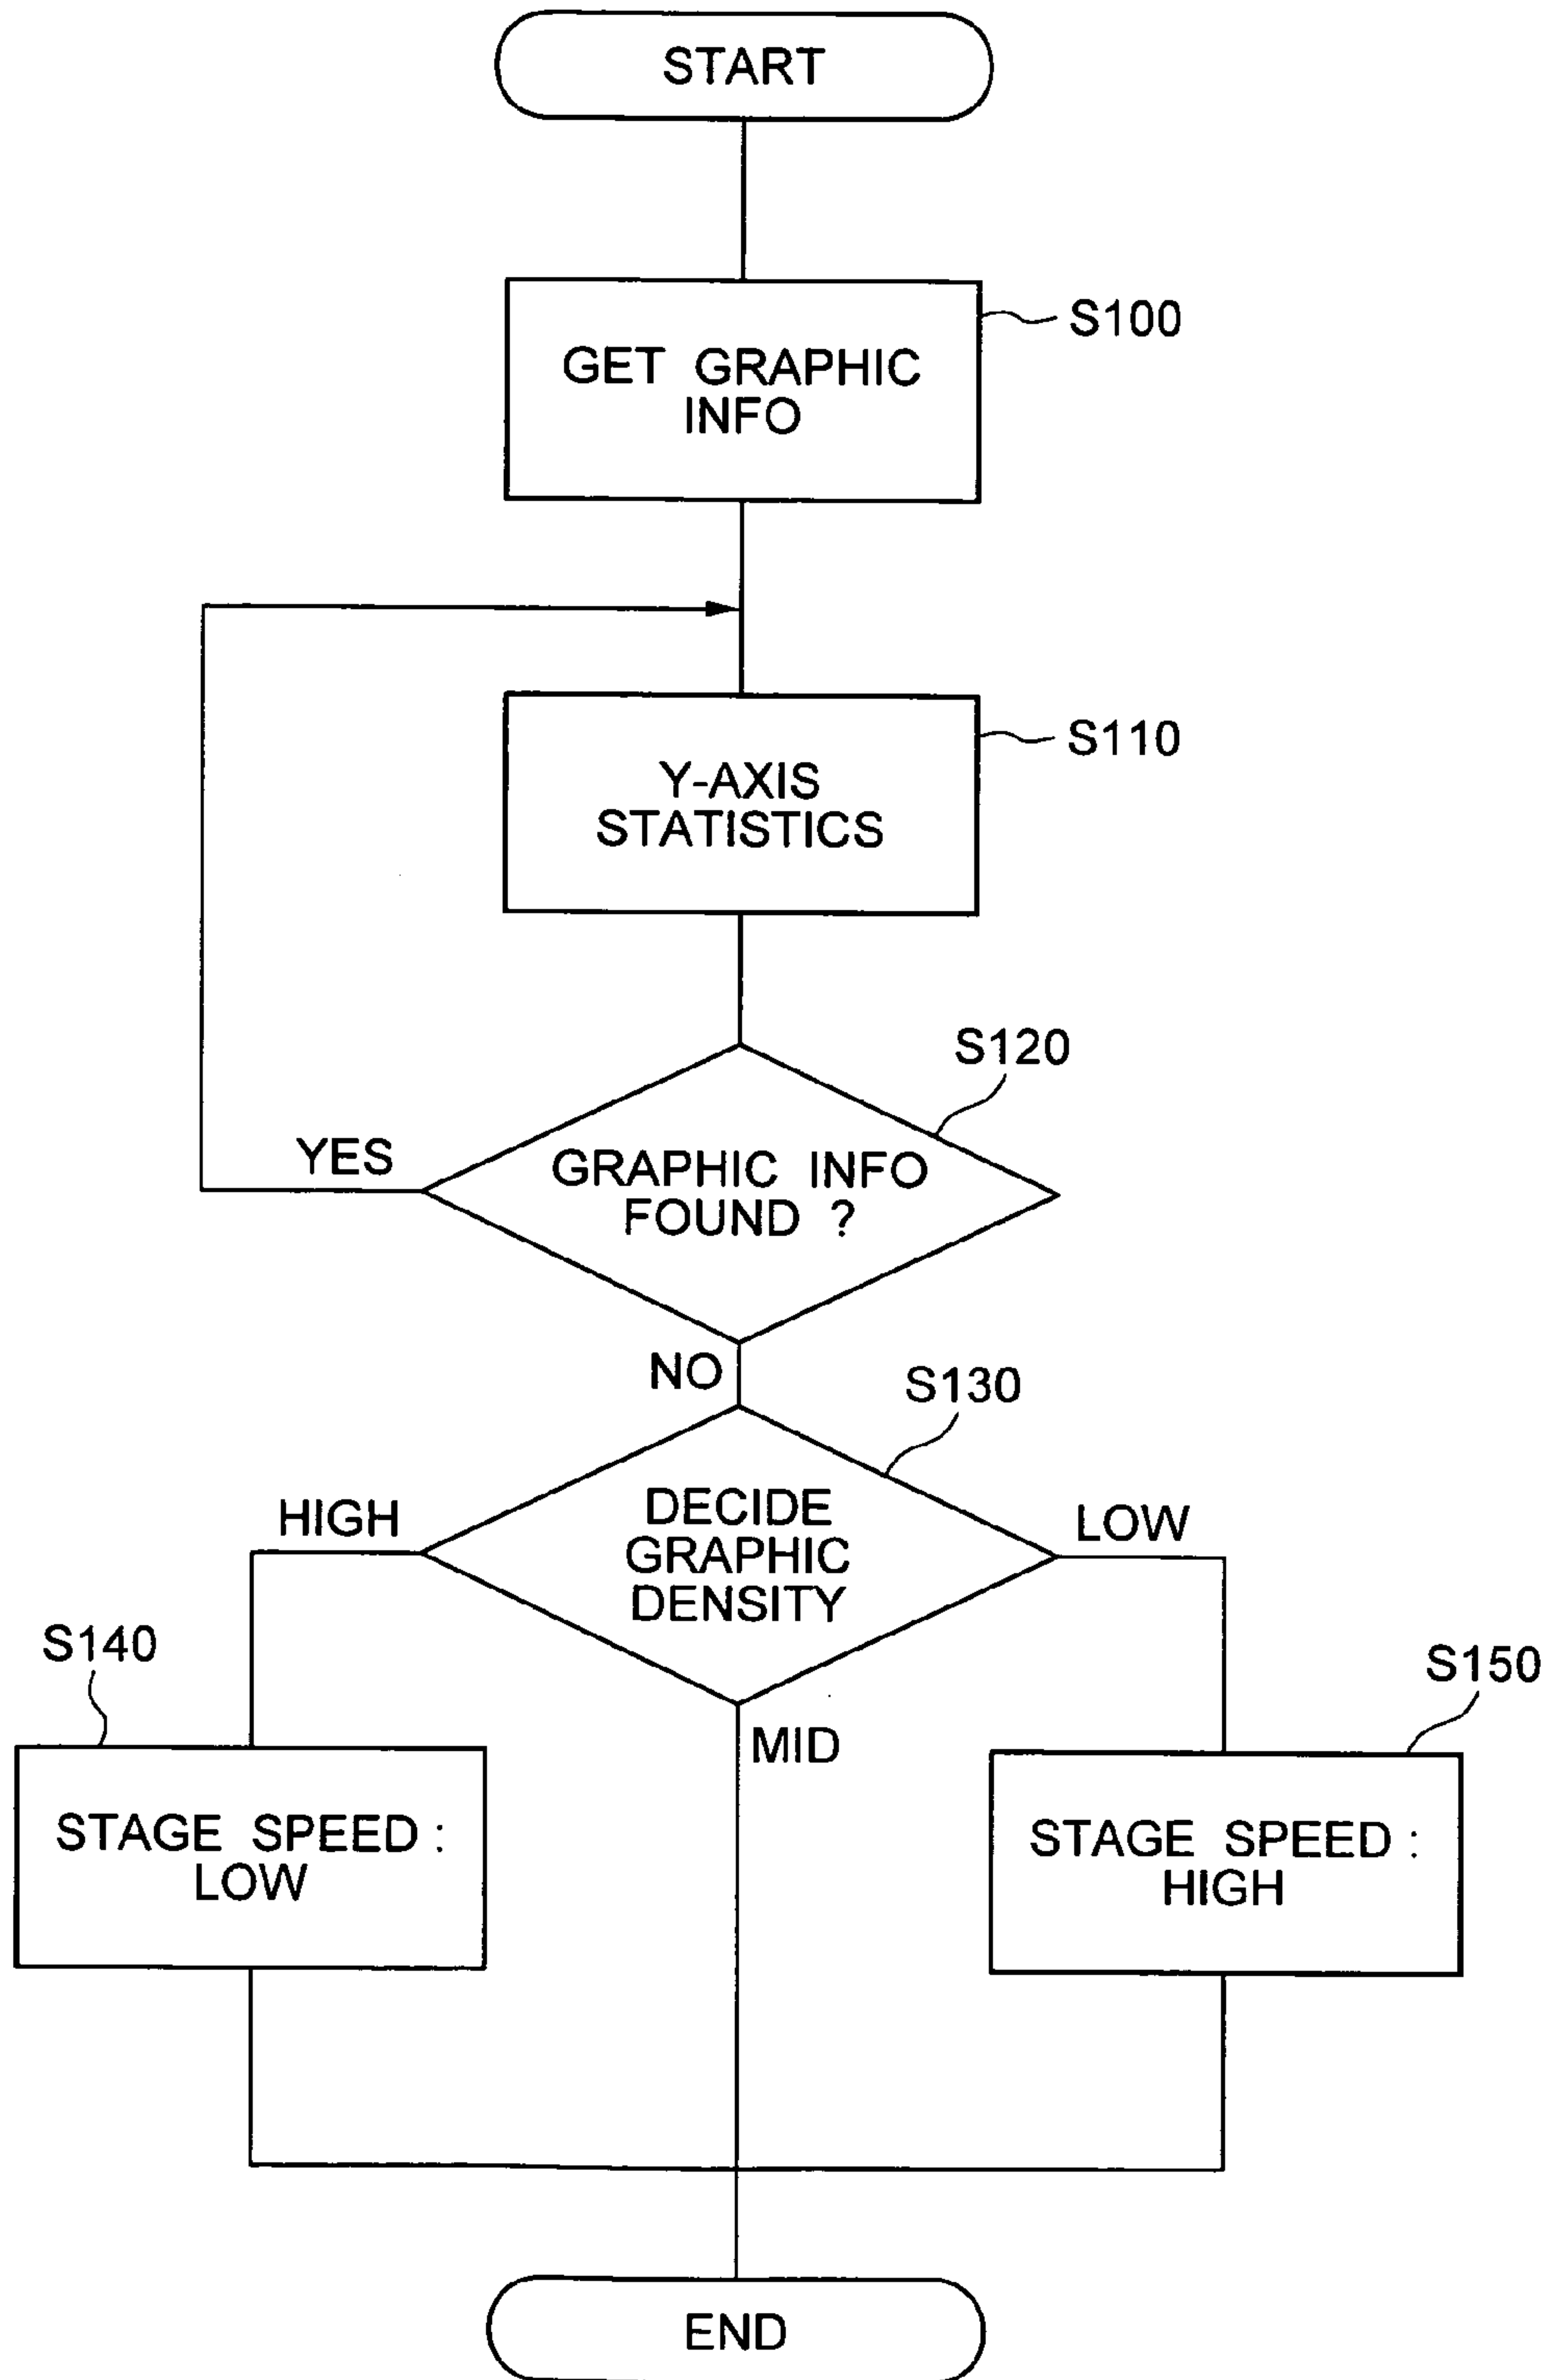 START
S100
GET GRAPHIC
INFO
S110
Y-AXIS
STATISTICS
S120
YES
GRAPHIC INFO
FOUND ?
NO
S130
HIGH
DECIDE
GRAPHIC
DENSITY
LOW
S140
S150
MID
STAGE SPEED :
LOW
STAGE SPEED :
HIGH
END